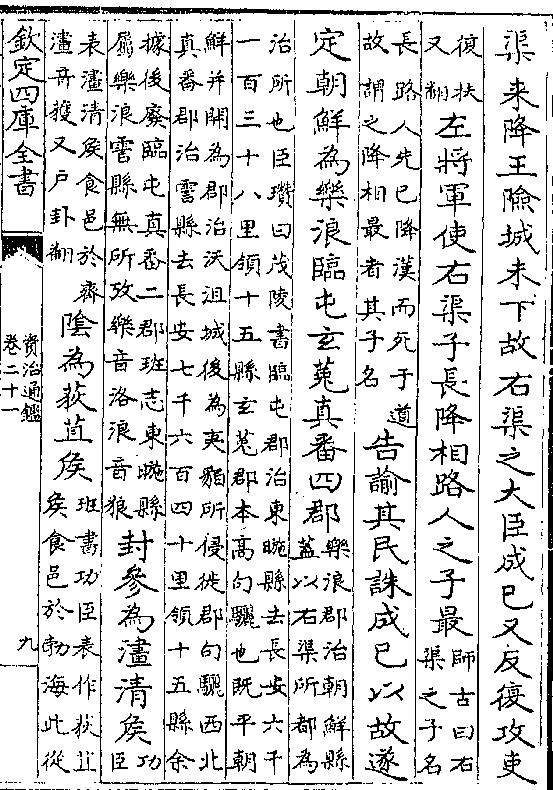 渠来降王險城未下故右渠之大臣成巳又反復攻吏
復扶
又翻
左將軍使右渠子長降相路人之子最
師古曰右
渠之子名
長路人先已降漢而死于道
故謂之降相最者其子名
告諭其民誅成巳以故遂
定朝鮮為樂浪臨屯玄菟真番四郡
樂浪郡治朝鮮縣
蓋以右渠所都為
治所也臣瓚曰茂陵書臨屯郡治東暆縣去長安六千
一百三十八里領十五縣玄菟郡本高句驪也既平朝
鮮并開為郡治沃沮城後為夷貊所侵徙郡句驪西北
真番郡治霅縣去長安七千六百四十里領十五縣余
據後廢臨屯真番二郡班志東暆縣
屬樂浪霅縣無所攷樂音洛浪音狼
封參為澅清侯
功
臣
表澅清侯食邑於齊
澅音獲又戶卦翻
陰為荻苴侯
班書功臣表作荻苴
侯食邑於勃海此從
欽定四庫全書
資治通鑑
卷二十一
九